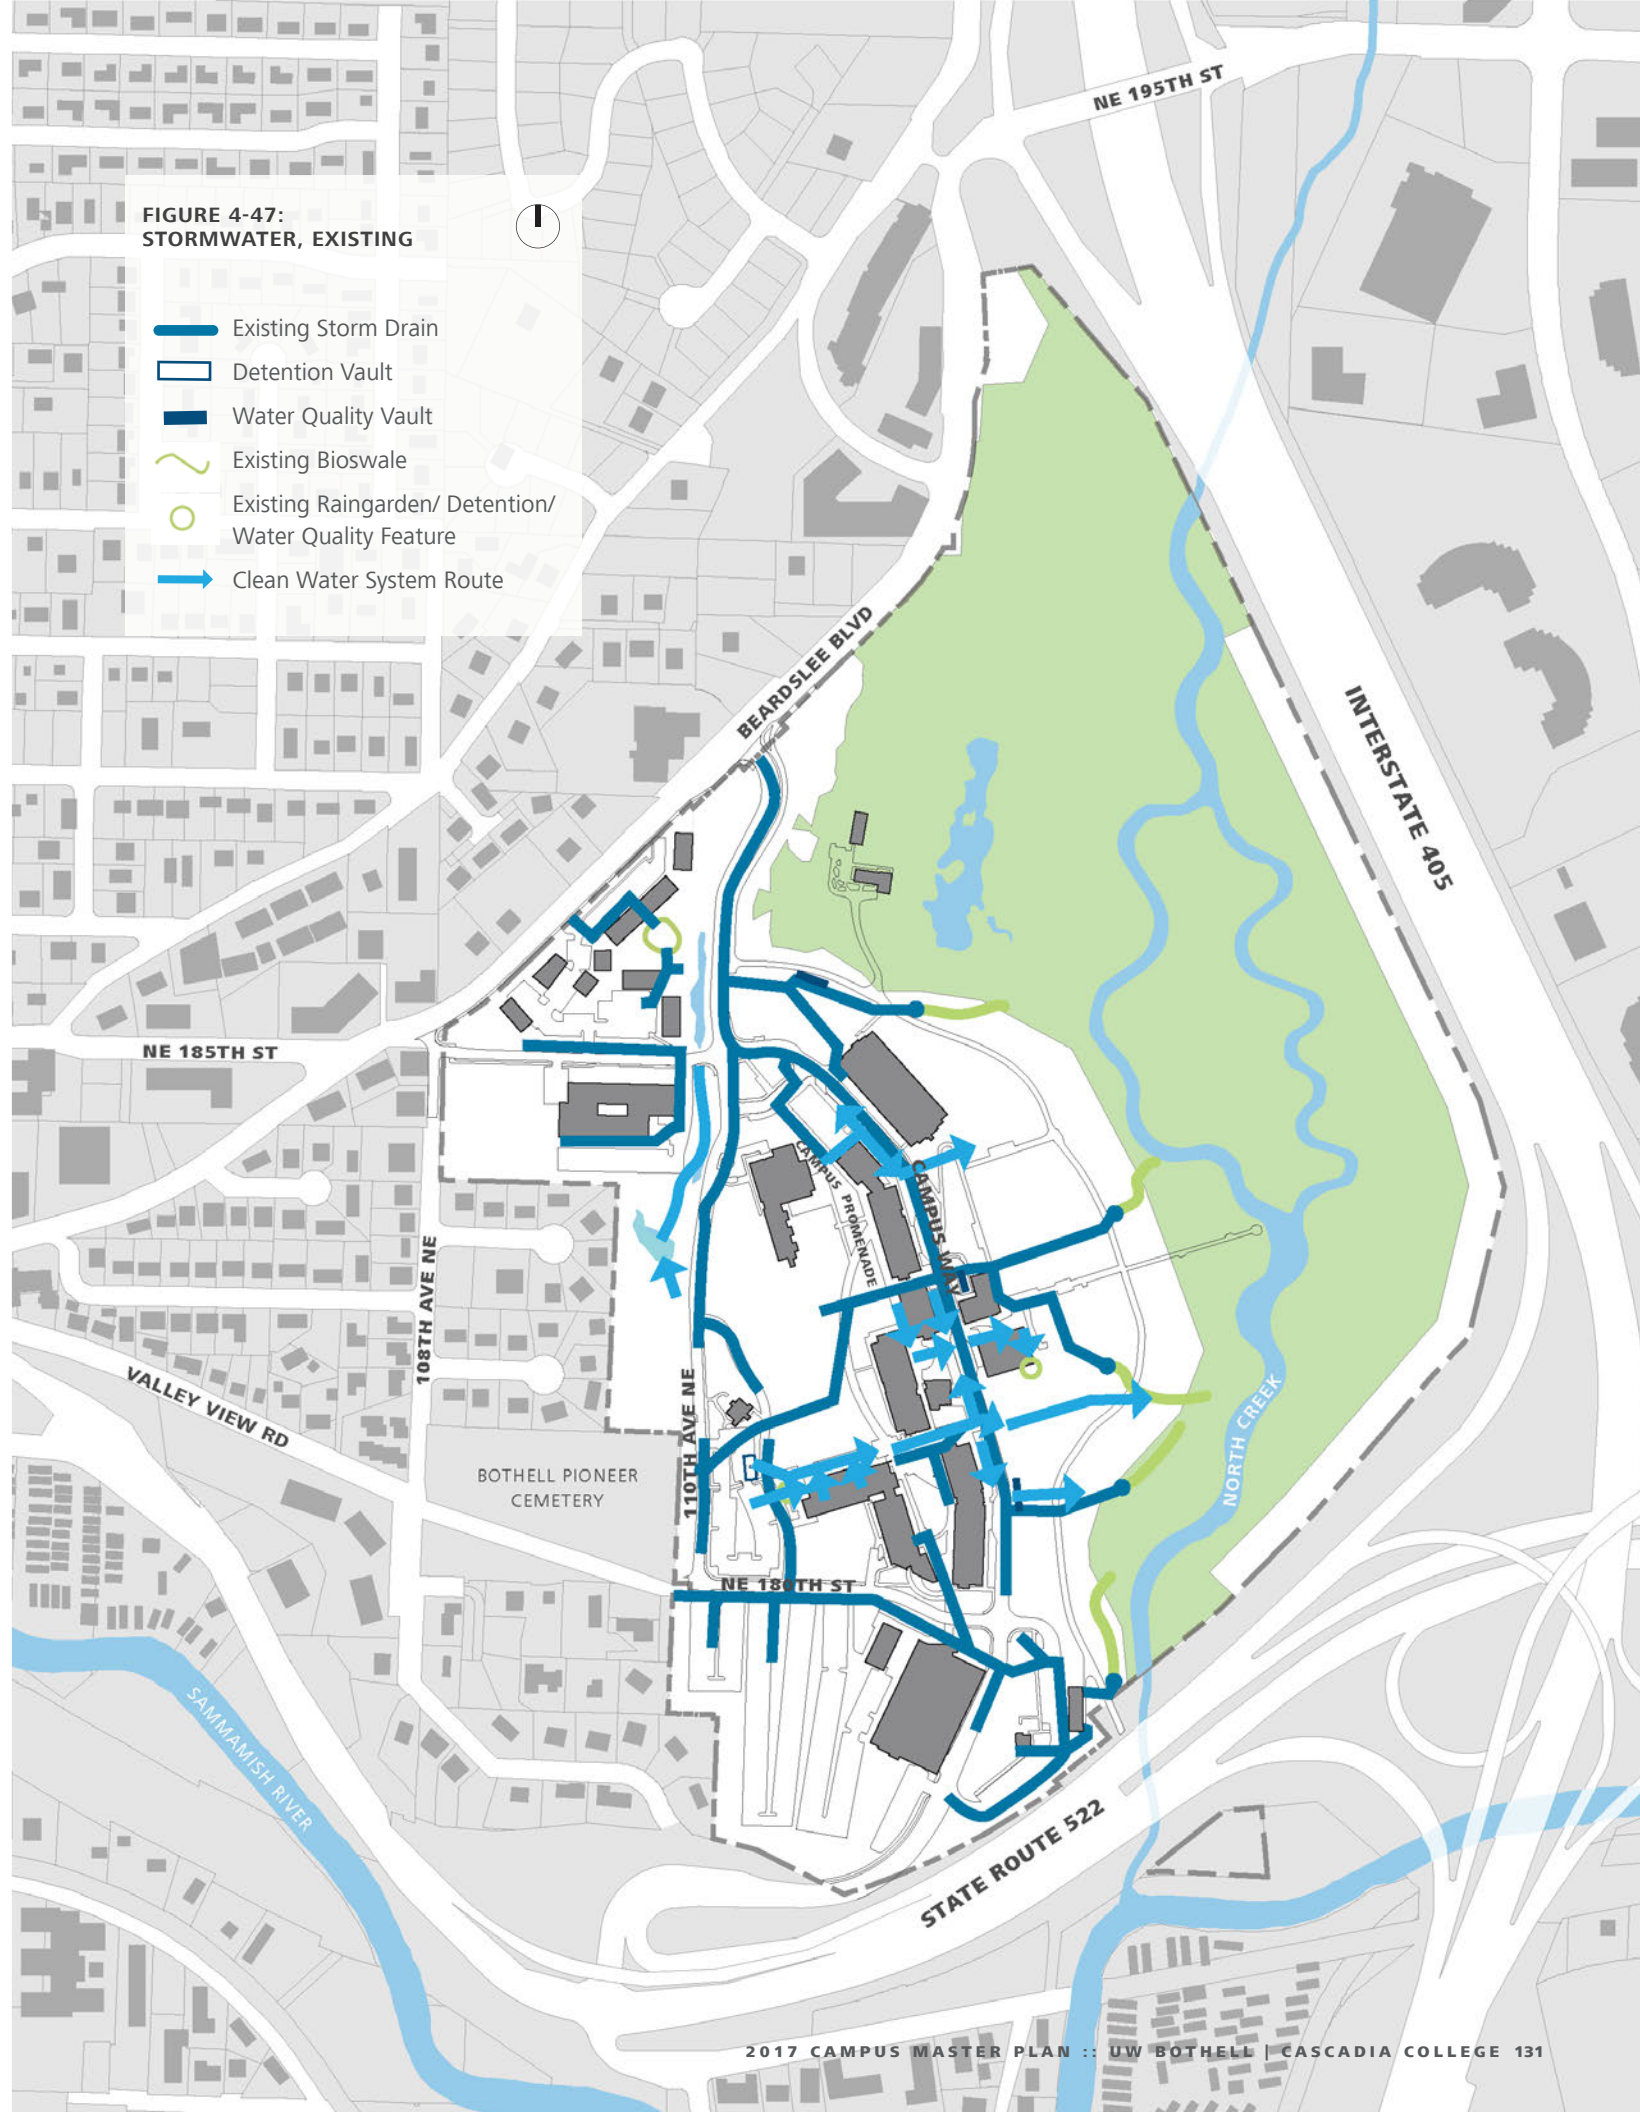 NE 195TH ST
FIGURE 4-47:
STORMWATER, EXISTING
Existing Storm Drain
Detention Vault
Water Quality Vault
Existing Bioswale
Existing Raingarden/ Detention/
Water Quality Feature
Clean Water System Route
BEARDSLEE BLVD
INTERSTATE 405
NE 185TH ST
CAMPUS PROMENADE
CAMPUS WAY
108TH AVE NE
VALLEY VIEW RD
110TH AVE NE
NORTH CREEK
BOTHELL PIONEER
CEMETERY
NE 180TH ST
SAMMAMISH RIVER
STATE ROUTE 522
2017 CAMPUS MASTER PLAN :: UW BOTHELL | CASCADIA COLLEGE 131